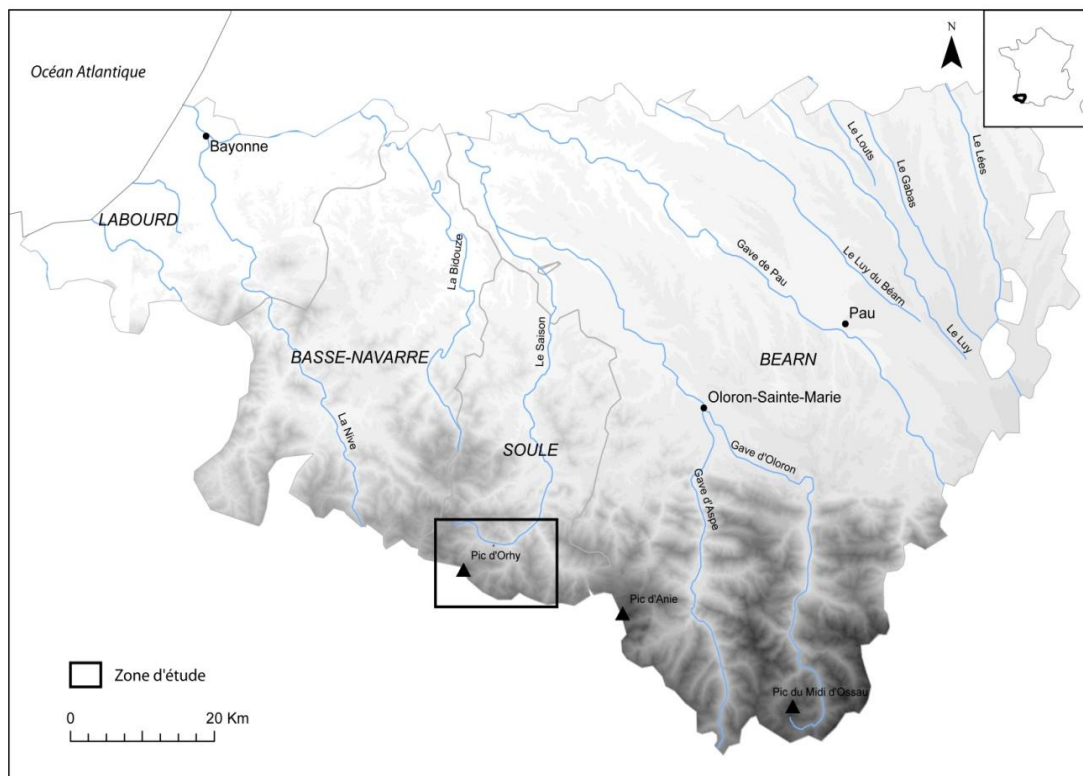 N
Océan Atlantique
Bayonne
Le Louts
Le Gabas
Le Lées
LABOURD
La Bidouze
Gave de Pau
Le Luy du Béarn
Le Saison
Pau
Le Luy
BASSE-NAVARRE
BEARN
Oloron-Sainte-Marie
La Nive
SOULE
Gave d'Oloron
Gave d'Aspe
Pic d'Orhy
Pic d'Anie
Zone d'étude
Pic du Midi d'Ossau
0 20 Km